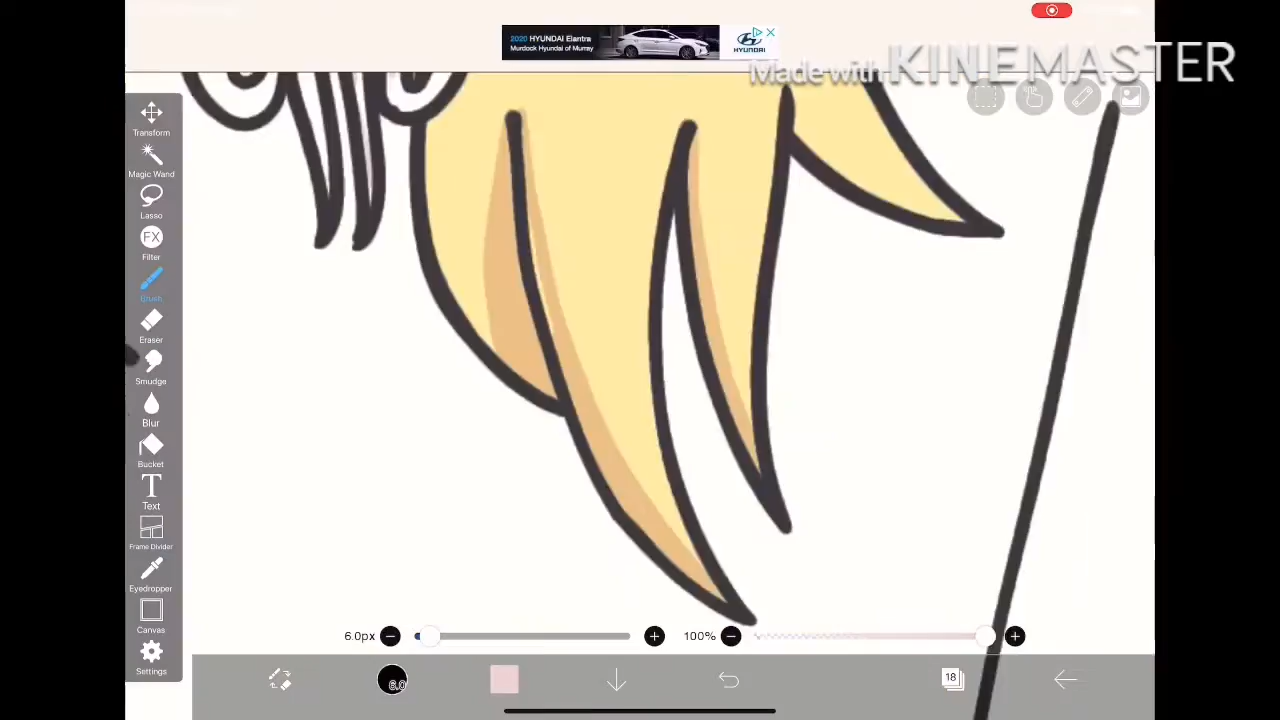 2020 HYUNDAI Elantra
Murdock Hyundai of Murray
HYUNDAI
Made with KINEMASTER
Transform
Magic Wand
Lasso
FX
Filter
Brush
Eraser
Smudge
Blur
Bucket
T
Text
Frame Divider
Eyedropper
Canvas
Settings
6.0px
100%
6.0
18